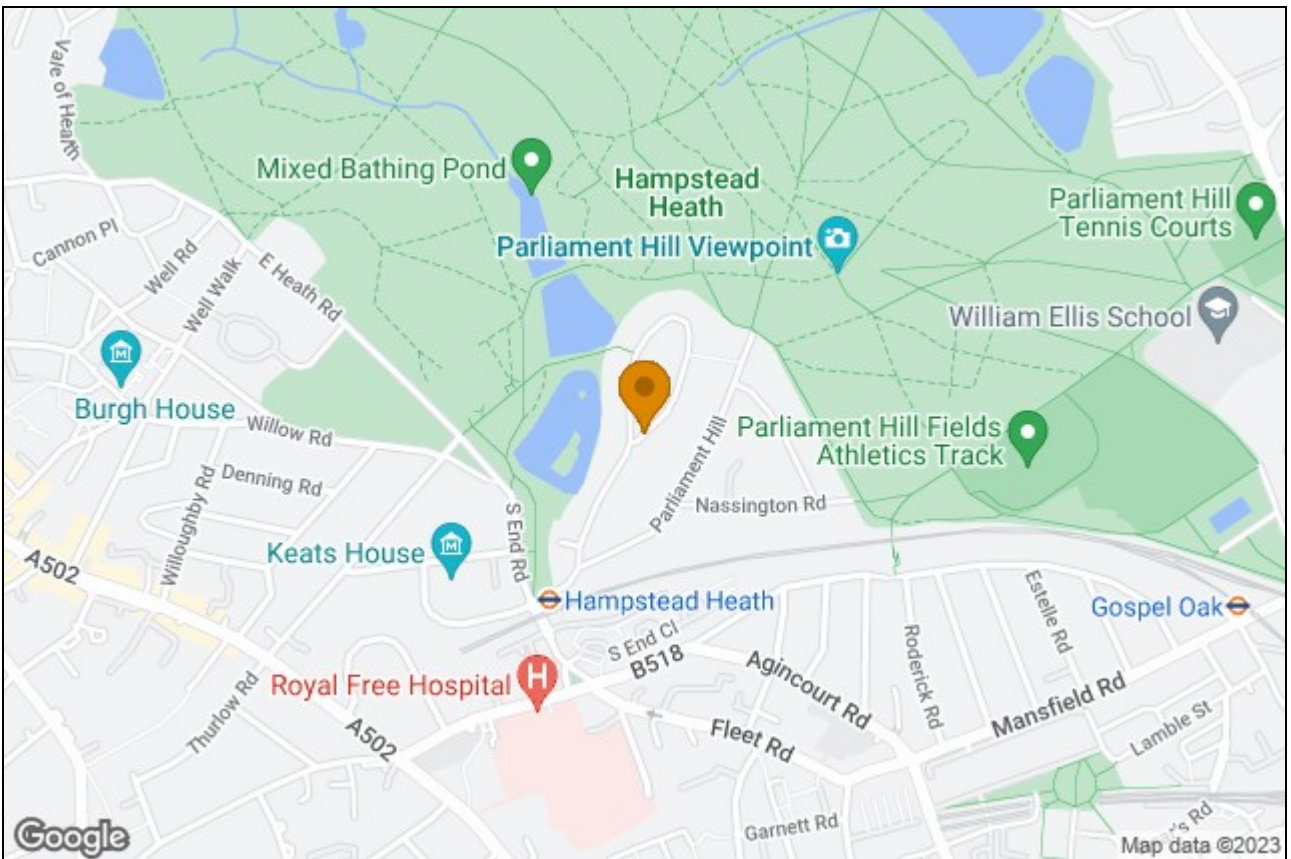 Vale of Health
Mixed Bathing Pond
Hampstead
Heath
Parliament Hill
Tennis Courts
Cannon Pl
Well Rd
Well Walk
E Heath Rd
Parliament Hill Viewpoint
William Ellis School
Burgh House
Willow Rd
Denning Rd
Willoughby Rd
Parliament Hill
Parliament Hill Fields
Athletics Track
Nassington Rd
S End Rd
Keats House
A502
Hampstead Heath
Gospel Oak
Estelle Rd
Roderick Rd
S End Cl
B518
Agincourt Rd
Mansfield Rd
Lamble St
Royal Free Hospital
Thurlow Rd
A502
Fleet Rd
Garnett Rd
Google
Map data ©2023